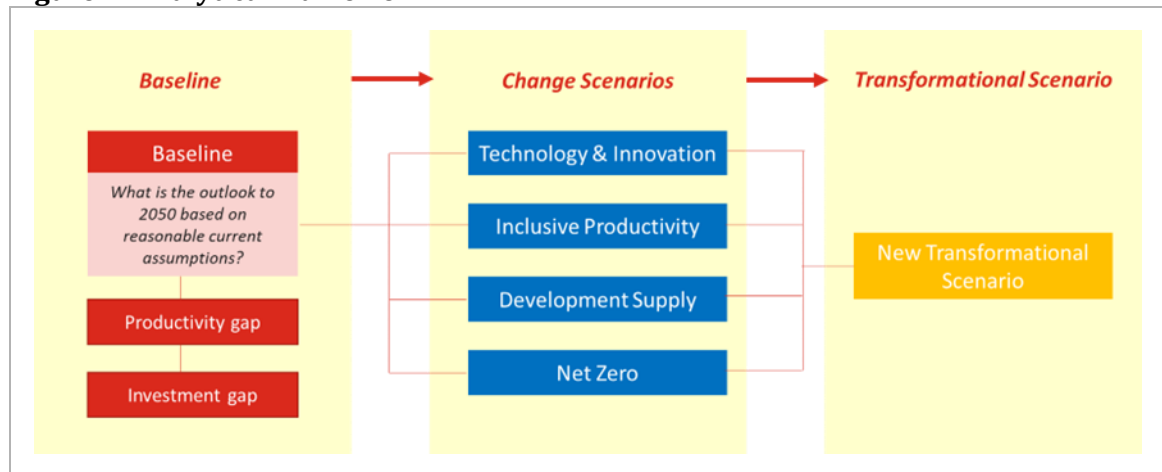 Baseline
Change Scenarios
Transformational Scenario
Baseline
What is the outlook to
2050 based on
reasonable current
assumptions?
Productivity gap
Investment gap
Technology & Innovation
Inclusive Productivity
Development Supply
Net Zero
New Transformational
Scenario